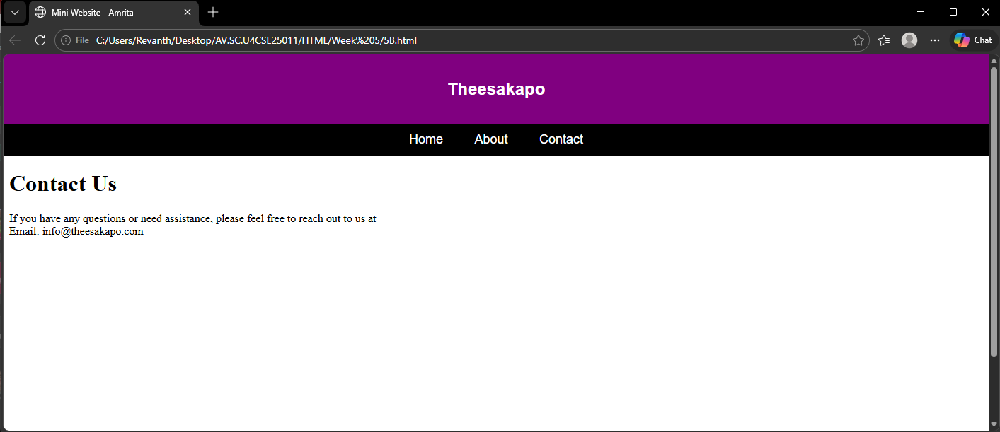 Mini Website - Amrita
File C:/Users/Revanth/Desktop/AV.SC.U4CSE25011/HTML/Week%205/5B.html
Chat
Theesakapo
Home About Contact
Contact Us
If you have any questions or need assistance, please feel free to reach out to us at
Email: info@theesakapo.com